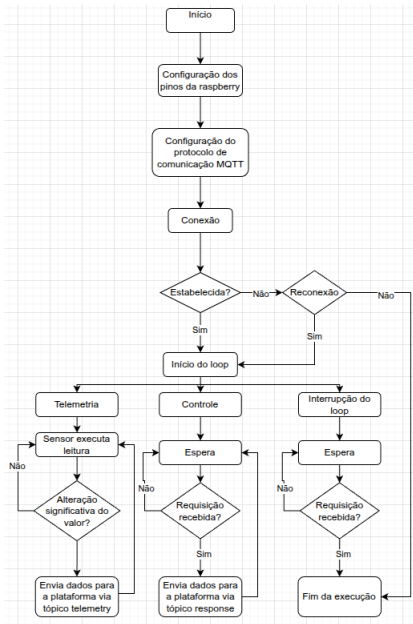 Início
Configuração dos
pinos da raspberry
Configuração do
protocolo de
comunicação MQTT
Conexão
Estabelecida?
Não
Reconexão
Não
Sim
Sim
Início do loop
Telemetria
Controle
Interrupção do
loop
Sensor executa
leitura
Espera
Espera
Não
Não
Não
Alteração
significativa do
valor?
Requisição
recebida?
Requisição
recebida?
Sim
Sim
Envia dados para
a plataforma via
tópico telemetry
Envia dados para
a plataforma via
tópico response
Fim da execução